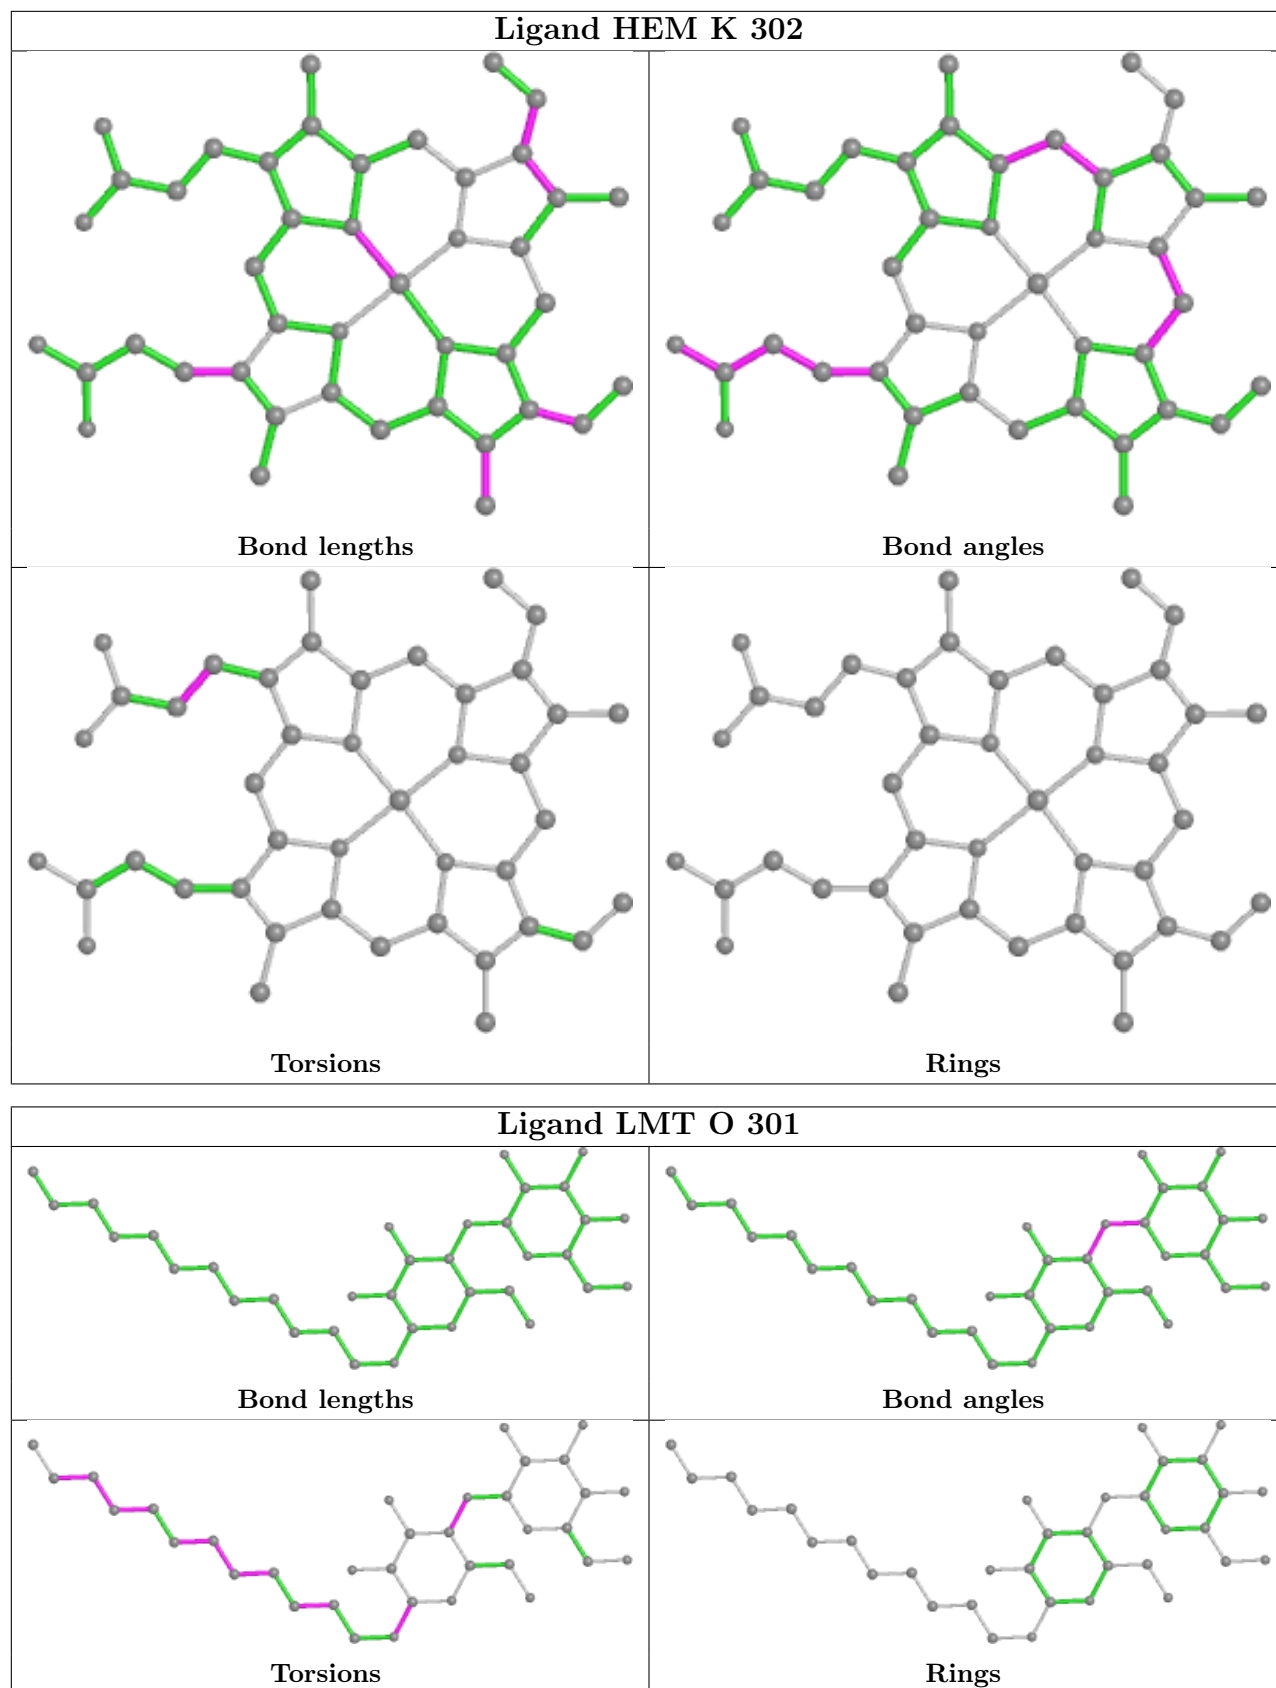 Ligand HEM K 302
Bond lengths
Bond angles
Torsions
Rings
Ligand LMT O 301
Bond lengths
Bond angles
Torsions
Rings